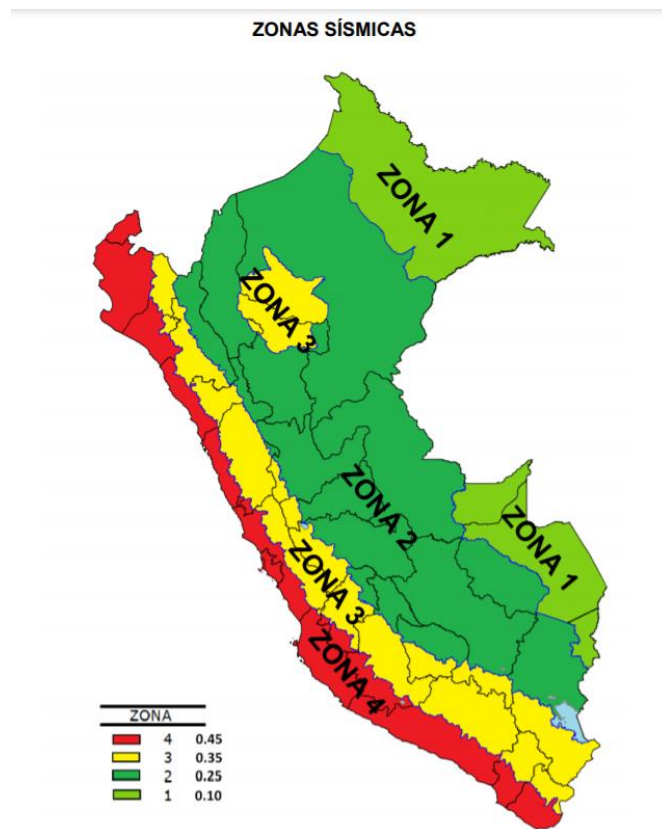 ZONAS SÍSMICAS
ZONA 1
ZONA 3
ZONA 2
ZONA 1
ZONA 3
ZONA 4
ZONA
4 0.45
3 0.35
2 0.25
1 0.10